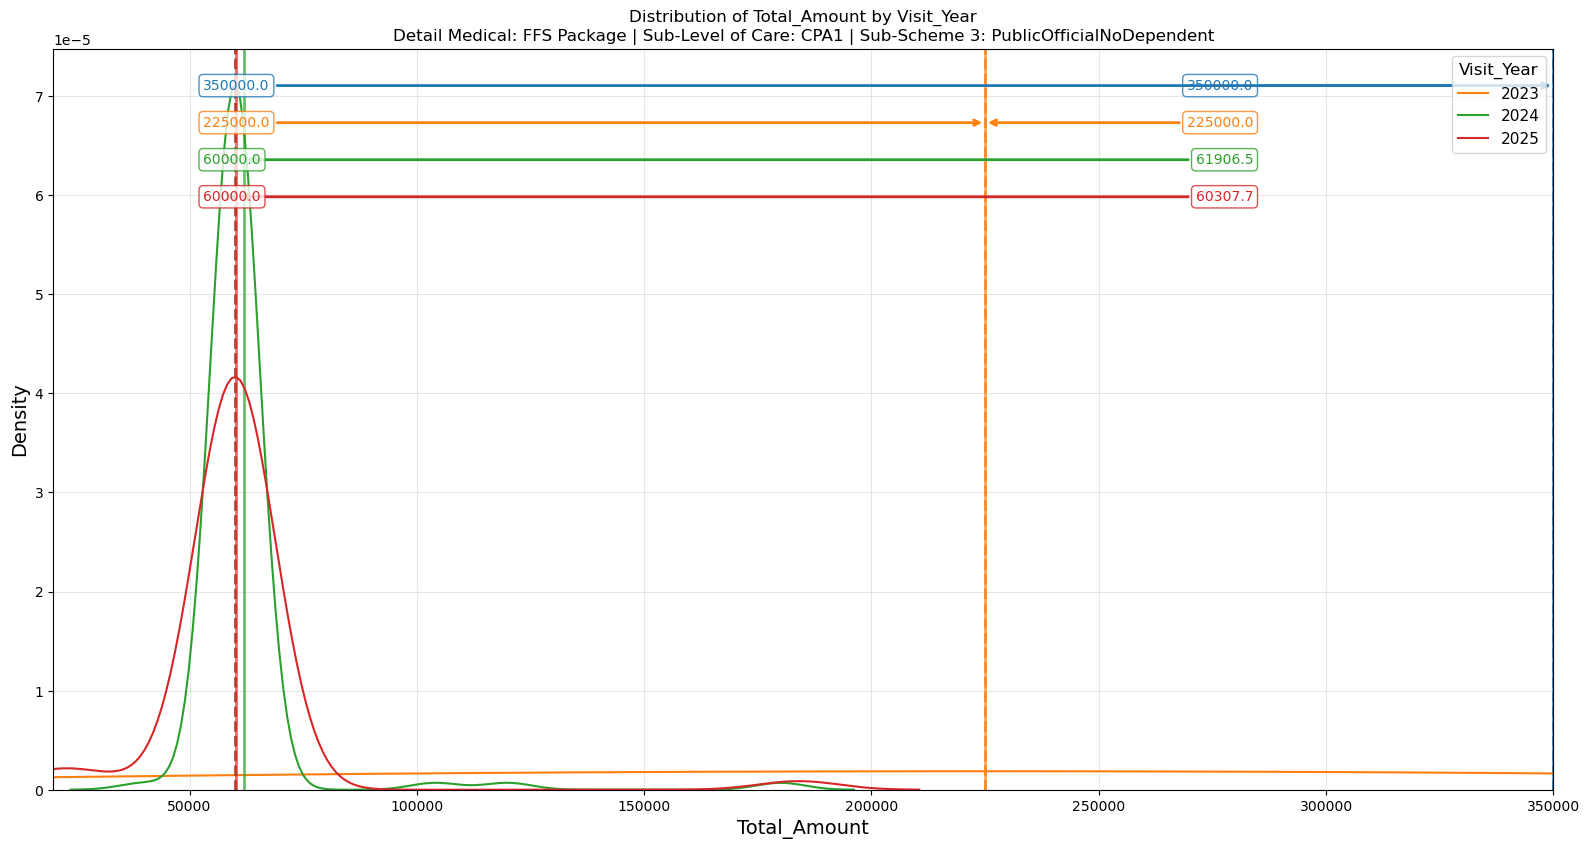 Distribution of Total_Amount by Visit_Year
Detail Medical: FFS Package | Sub-Level of Care: CPA1 | Sub-Scheme 3: PublicOfficialNoDependent
1e−5
Visit_Year
2023
2024
2025
350000.0 350000.0
225000.0 225000.0
60000.0 61906.5
60000.0 60307.7
7
6
5
4
3
2
1
0
Density
50000 100000 150000 200000 250000 300000 350000
Total_Amount